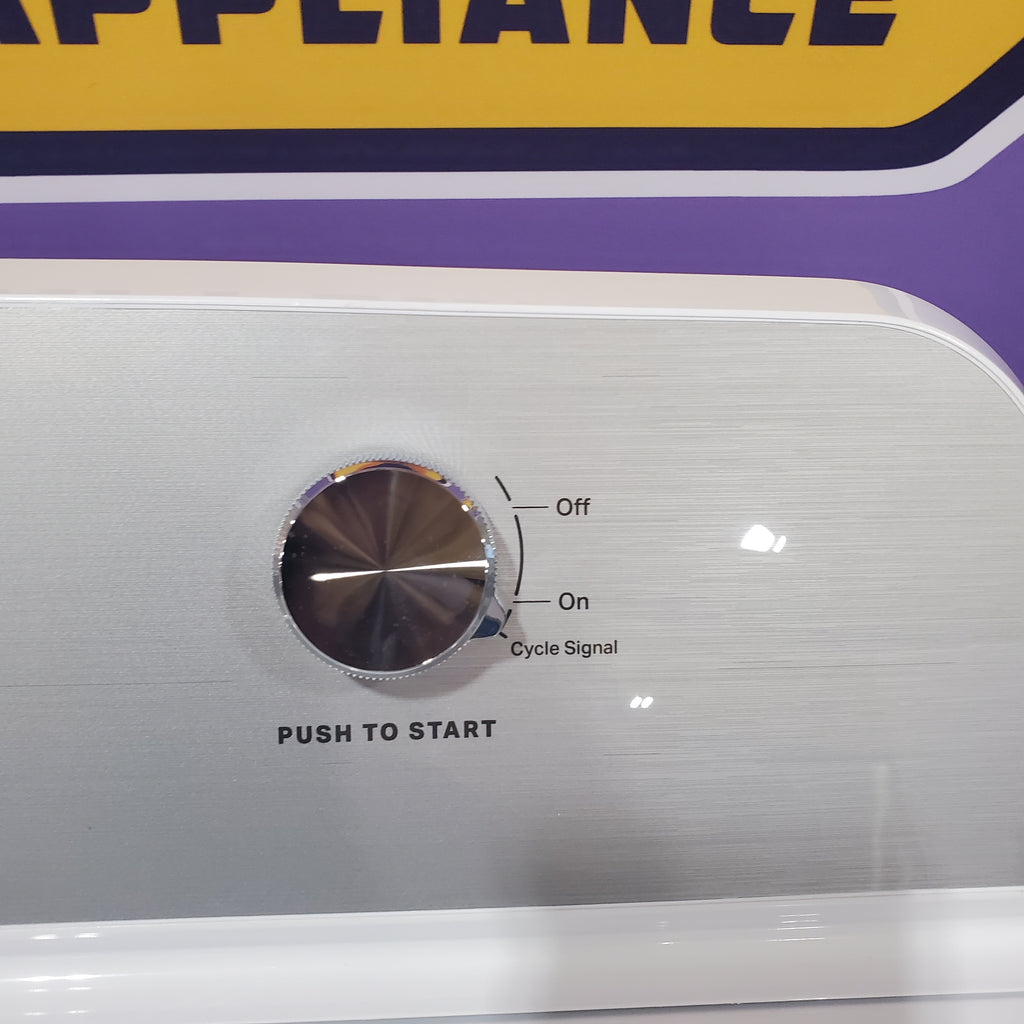 APPLIANCE
Off
On
Cycle Signal
PUSH TO START